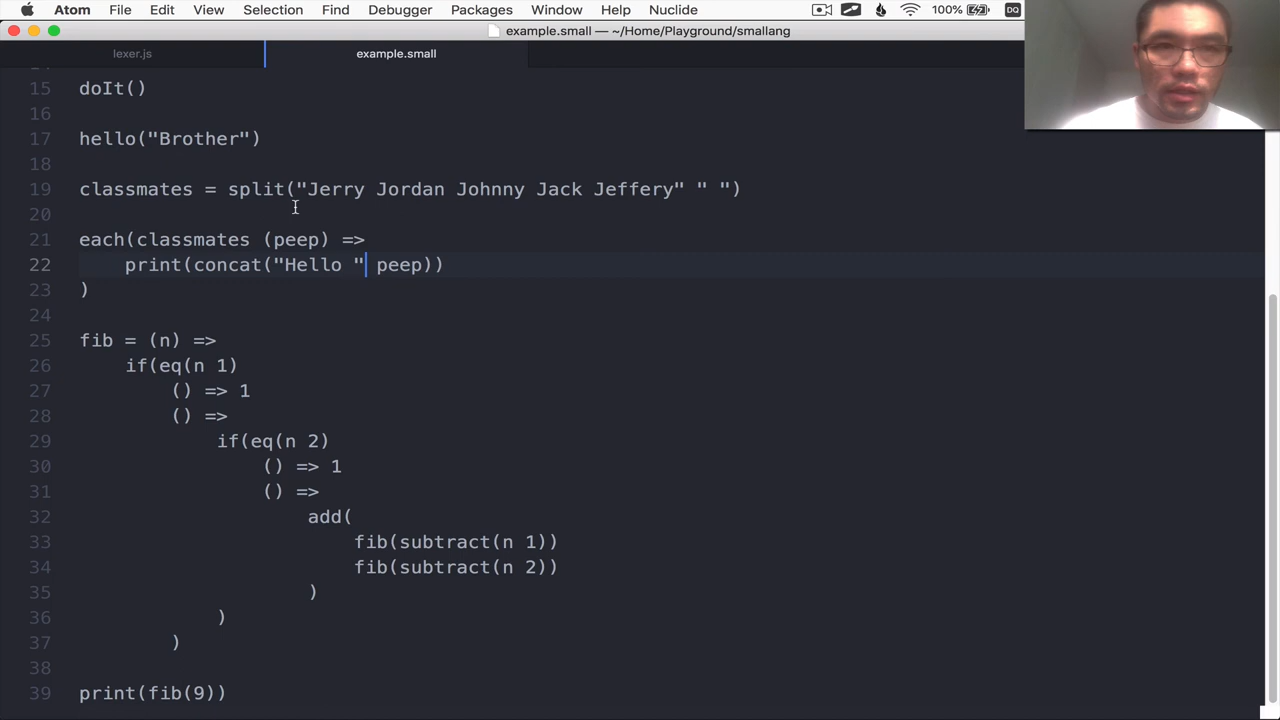 Atom File Edit View Selection Find Debugger Packages Window Help Nuclide 100% DQ
example.small — ~/Home/Playground/smallang
lexer.js example.small
15 doIt()
16
17 hello("Brother")
18
19 classmates = split("Jerry Jordan Johnny Jack Jeffery" " ")
20
21 each(classmates (peep) =>
22     print(concat("Hello " peep))
23 )
24
25 fib = (n) =>
26     if(eq(n 1)
27         () => 1
28         () =>
29             if(eq(n 2)
30                 () => 1
31                 () =>
32                     add(
33                         fib(subtract(n 1))
34                         fib(subtract(n 2))
35                     )
36             )
37         )
38
39 print(fib(9))